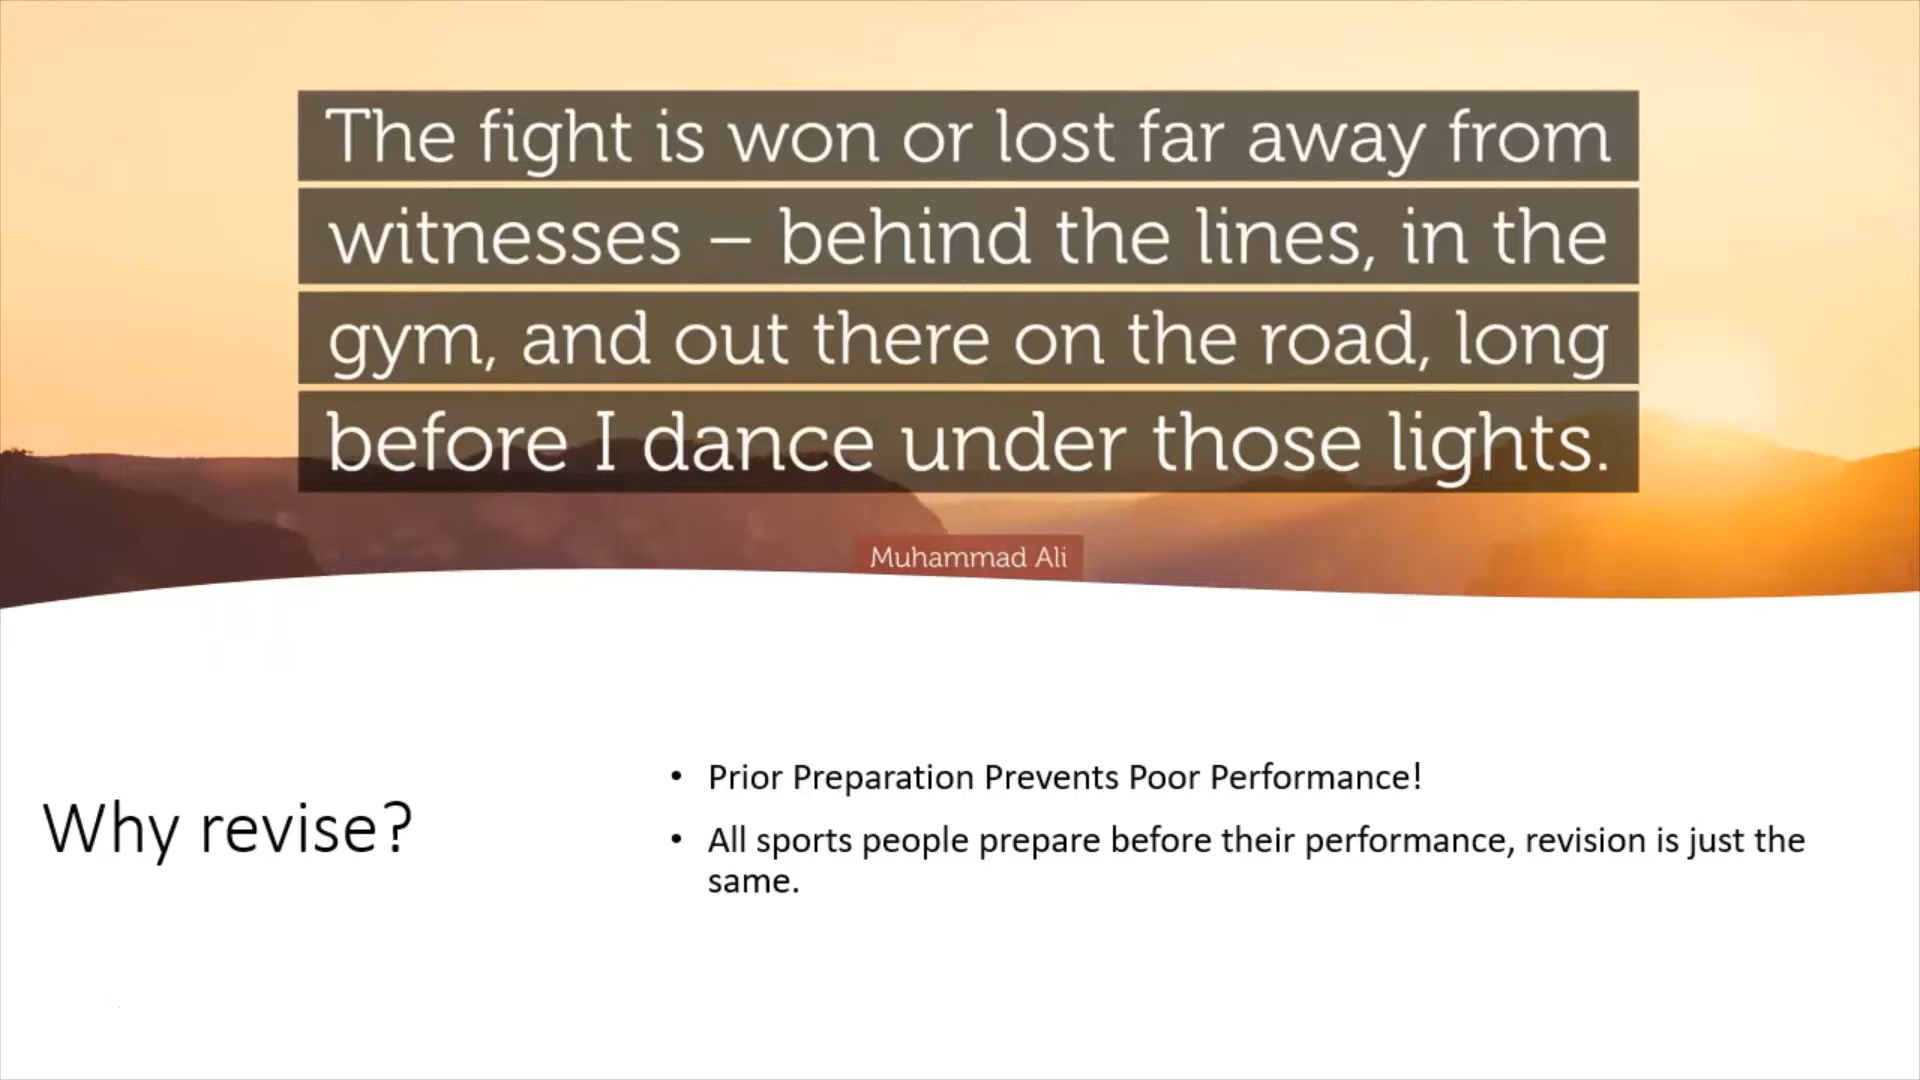 The fight is won or lost far away from
witnesses – behind the lines, in the
gym, and out there on the road, long
before I dance under those lights.
Muhammad Ali
Why revise?
• Prior Preparation Prevents Poor Performance!
• All sports people prepare before their performance, revision is just the
same.